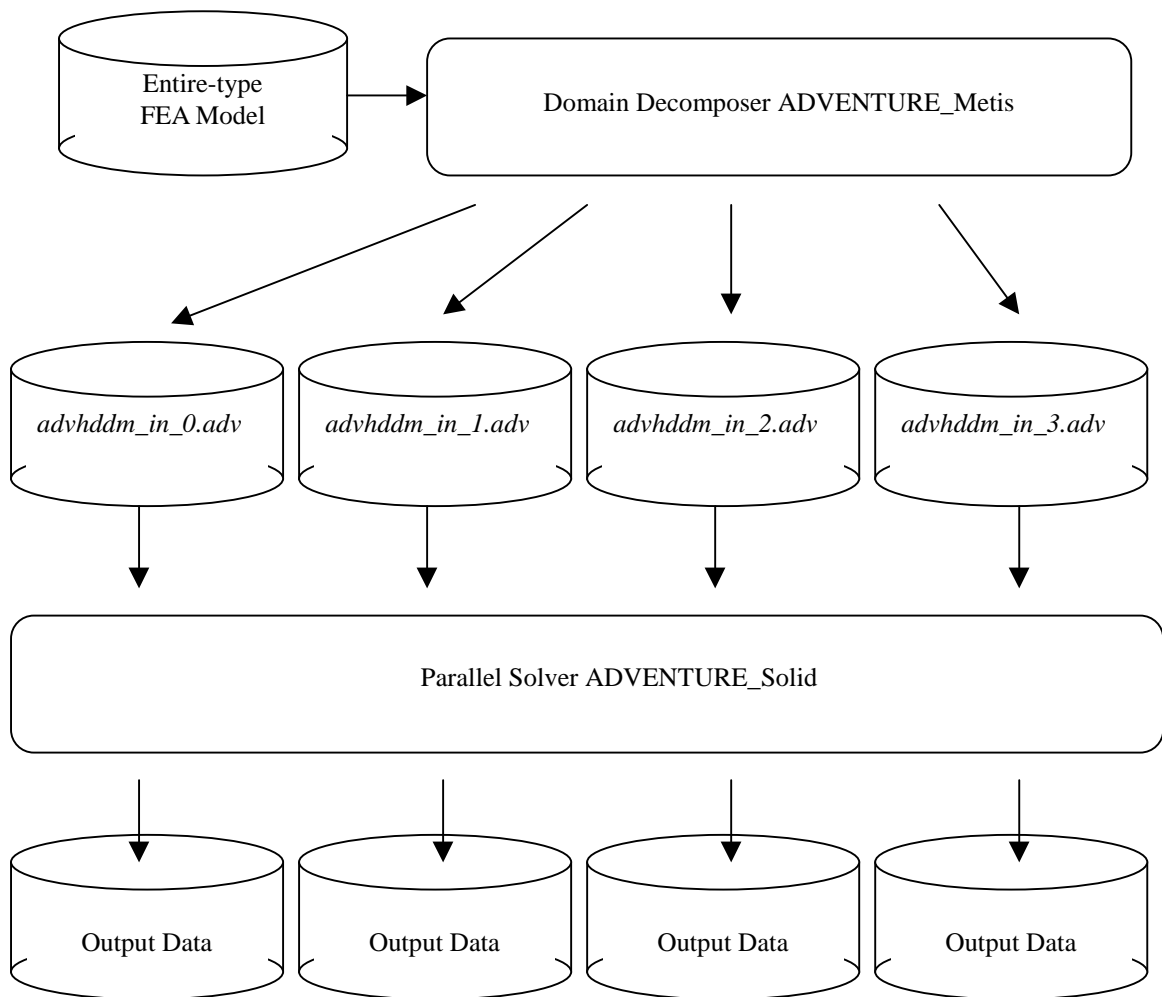 Entire-type
FEA Model
Domain Decomposer ADVENTURE_Metis
advhddm_in_0.adv
advhddm_in_1.adv
advhddm_in_2.adv
advhddm_in_3.adv
Parallel Solver ADVENTURE_Solid
Output Data
Output Data
Output Data
Output Data